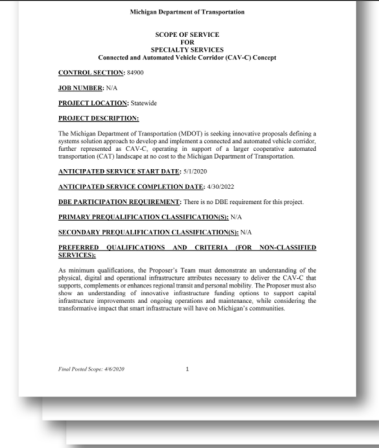 Michigan Department of Transportation
SCOPE OF SERVICE
FOR
SPECIALTY SERVICES
Connected and Automated Vehicle Corridor (CAV-C) Concept
CONTROL SECTION: 84900
JOB NUMBER: N/A
PROJECT LOCATION: Statewide
PROJECT DESCRIPTION:
The Michigan Department of Transportation (MDOT) is seeking innovative proposals defining a
systems solution approach to develop and implement a connected and automated vehicle corridor,
further represented as CAV-C, operating in support of a larger cooperative automated
transportation (CAT) landscape at no cost to the Michigan Department of Transportation.
ANTICIPATED SERVICE START DATE: 5/1/2020
ANTICIPATED SERVICE COMPLETION DATE: 4/30/2022
DBE PARTICIPATION REQUIREMENT: There is no DBE requirement for this project.
PRIMARY PREQUALIFICATION CLASSIFICATION(S): N/A
SECONDARY PREQUALIFICATION CLASSIFICATION(S): N/A
PREFERRED QUALIFICATIONS AND CRITERIA (FOR NON-CLASSIFIED
SERVICES):
As minimum qualifications, the Proposer's Team must demonstrate an understanding of the
physical, digital and operational infrastructure attributes necessary to deliver the CAV-C that
supports, complements or enhances regional transit and personal mobility. The Proposer must also
show an understanding of innovative infrastructure funding options to support capital
infrastructure improvements and ongoing operations and maintenance, while considering the
transformative impact that smart infrastructure will have on Michigan's communities.
Final Posted Scope: 4/6/2020 1